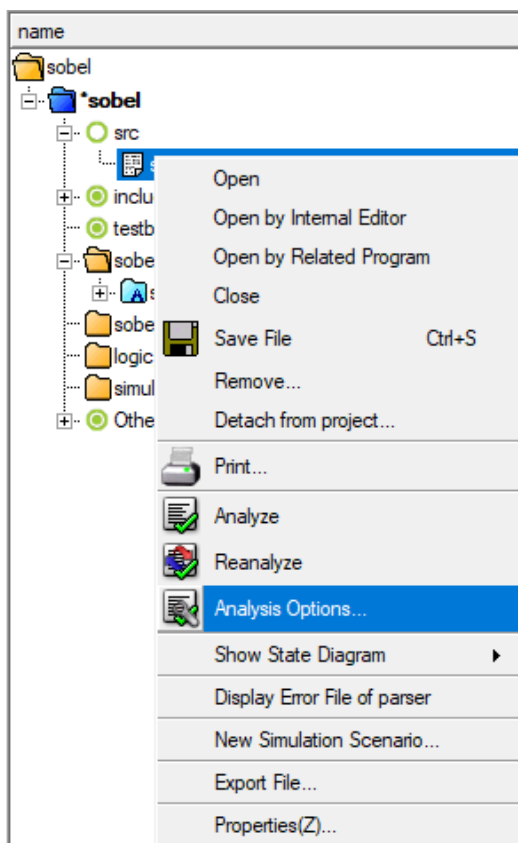 name
sobel
*sobel
src
s
inclu
testb
sobe
s
sobe
logic
simul
Othe
Open
Open by Internal Editor
Open by Related Program
Close
Save File Ctrl+S
Remove...
Detach from project...
Print...
Analyze
Reanalyze
Analysis Options...
Show State Diagram
Display Error File of parser
New Simulation Scenario...
Export File...
Properties(Z)...